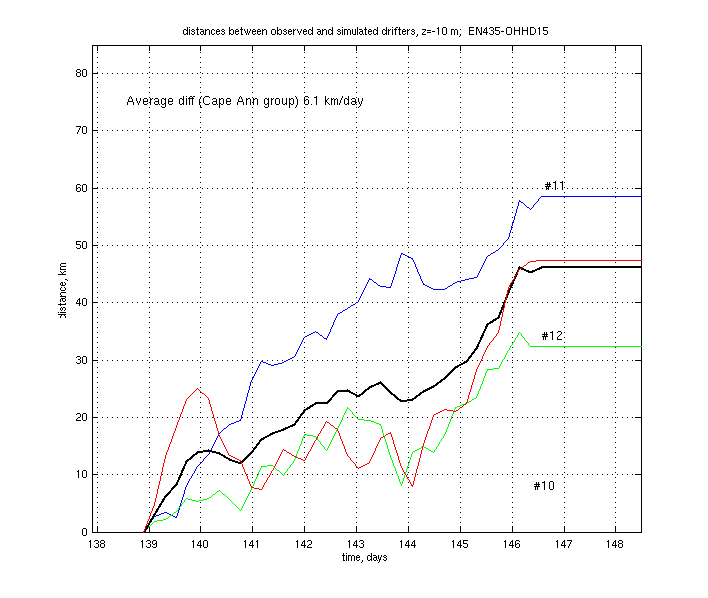 distances between observed and simulated drifters, z=-10 m;  EN435-OHHD15
80
Average diff (Cape Ann group) 6.1 km/day
70
60
#11
50
distance, km
40
#12
30
20
10
#10
0
138 139 140 141 142 143 144 145 146 147 148
time, days